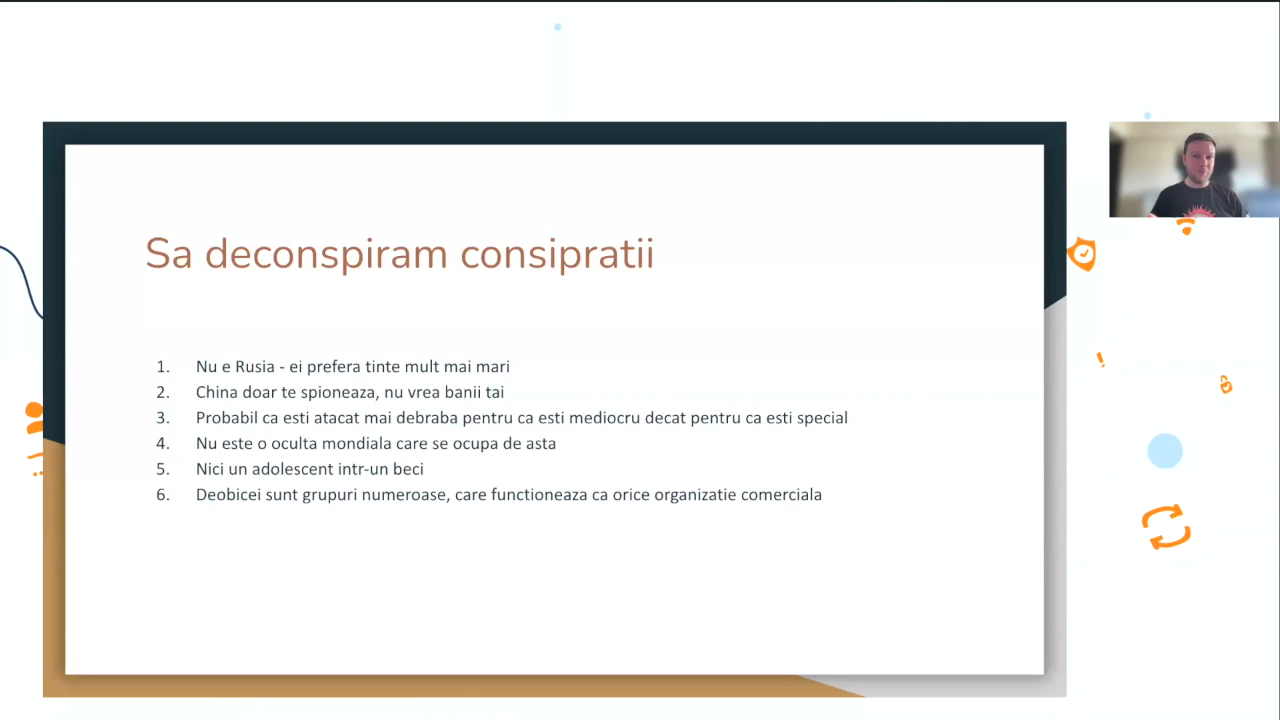 Sa deconspiram consipratii
1. Nu e Rusia - ei prefera tinte mult mai mari
2. China doar te spioneaza, nu vrea banii tai
3. Probabil ca esti atacat mai debraba pentru ca esti mediocru decat pentru ca esti special
4. Nu este o oculta mondiala care se ocupa de asta
5. Nici un adolescent intr-un beci
6. Deobicei sunt grupuri numeroase, care functioneaza ca orice organizatie comerciala